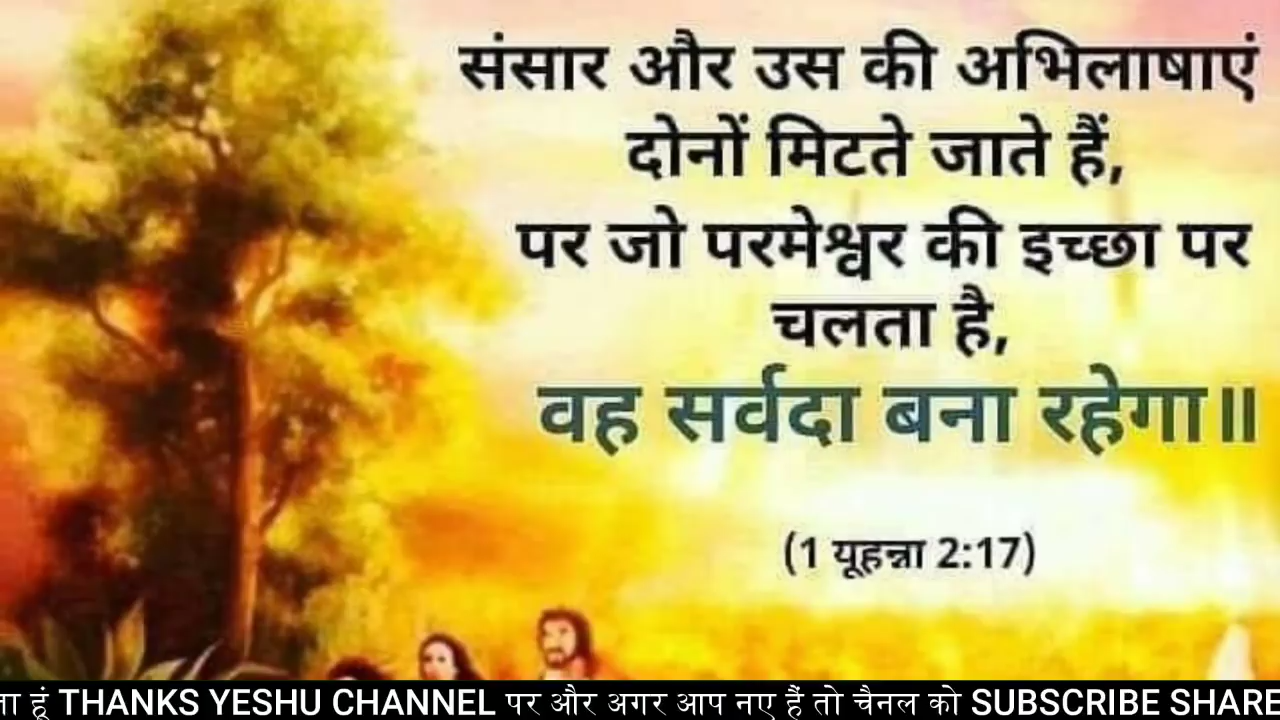 संसार और उस की अभिलाषाएं
दोनों मिटते जाते हैं,
पर जो परमेश्वर की इच्छा पर
चलता है,
वह सर्वदा बना रहेगा॥
(1 यूहन्ना 2:17)
हूं THANKS YESHU CHANNEL पर और अगर आप नए हैं तो चैनल को SUBSCRIBE SHARE